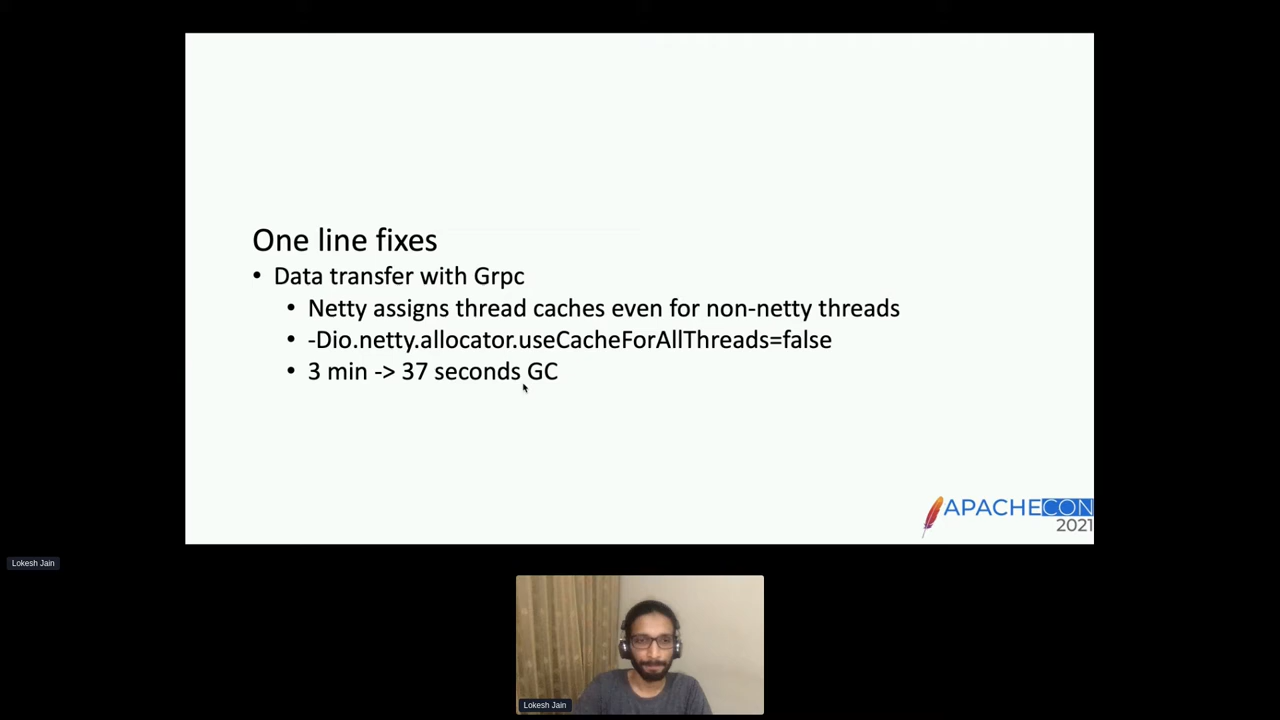 One line fixes
• Data transfer with Grpc
• Netty assigns thread caches even for non-netty threads
• -Dio.netty.allocator.useCacheForAllThreads=false
• 3 min -> 37 seconds GC
APACHECON
2021
Lokesh Jain
Lokesh Jain